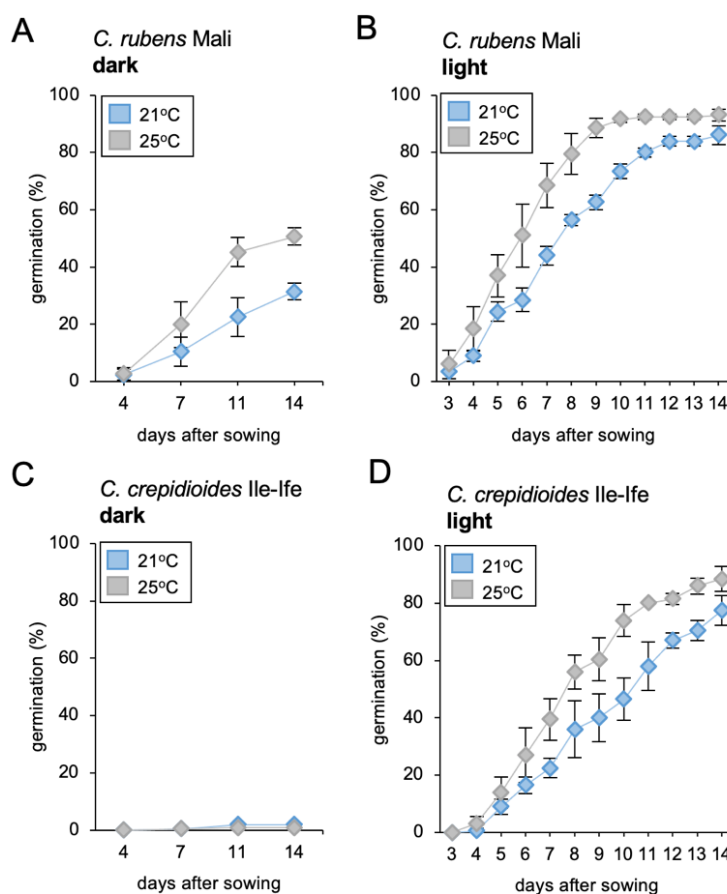 A
C. rubens Mali
dark
100
80
60
40
20
0
germination (%)
21°C
25°C
4 7 11 14
days after sowing
B
C. rubens Mali
light
100
80
60
40
20
0
germination (%)
21°C
25°C
3 4 5 6 7 8 9 10 11 12 13 14
days after sowing
C
C. crepidioides Ile-Ife
dark
100
80
60
40
20
0
germination (%)
21°C
25°C
4 7 11 14
days after sowing
D
C. crepidioides Ile-Ife
light
100
80
60
40
20
0
germination (%)
21°C
25°C
3 4 5 6 7 8 9 10 11 12 13 14
days after sowing